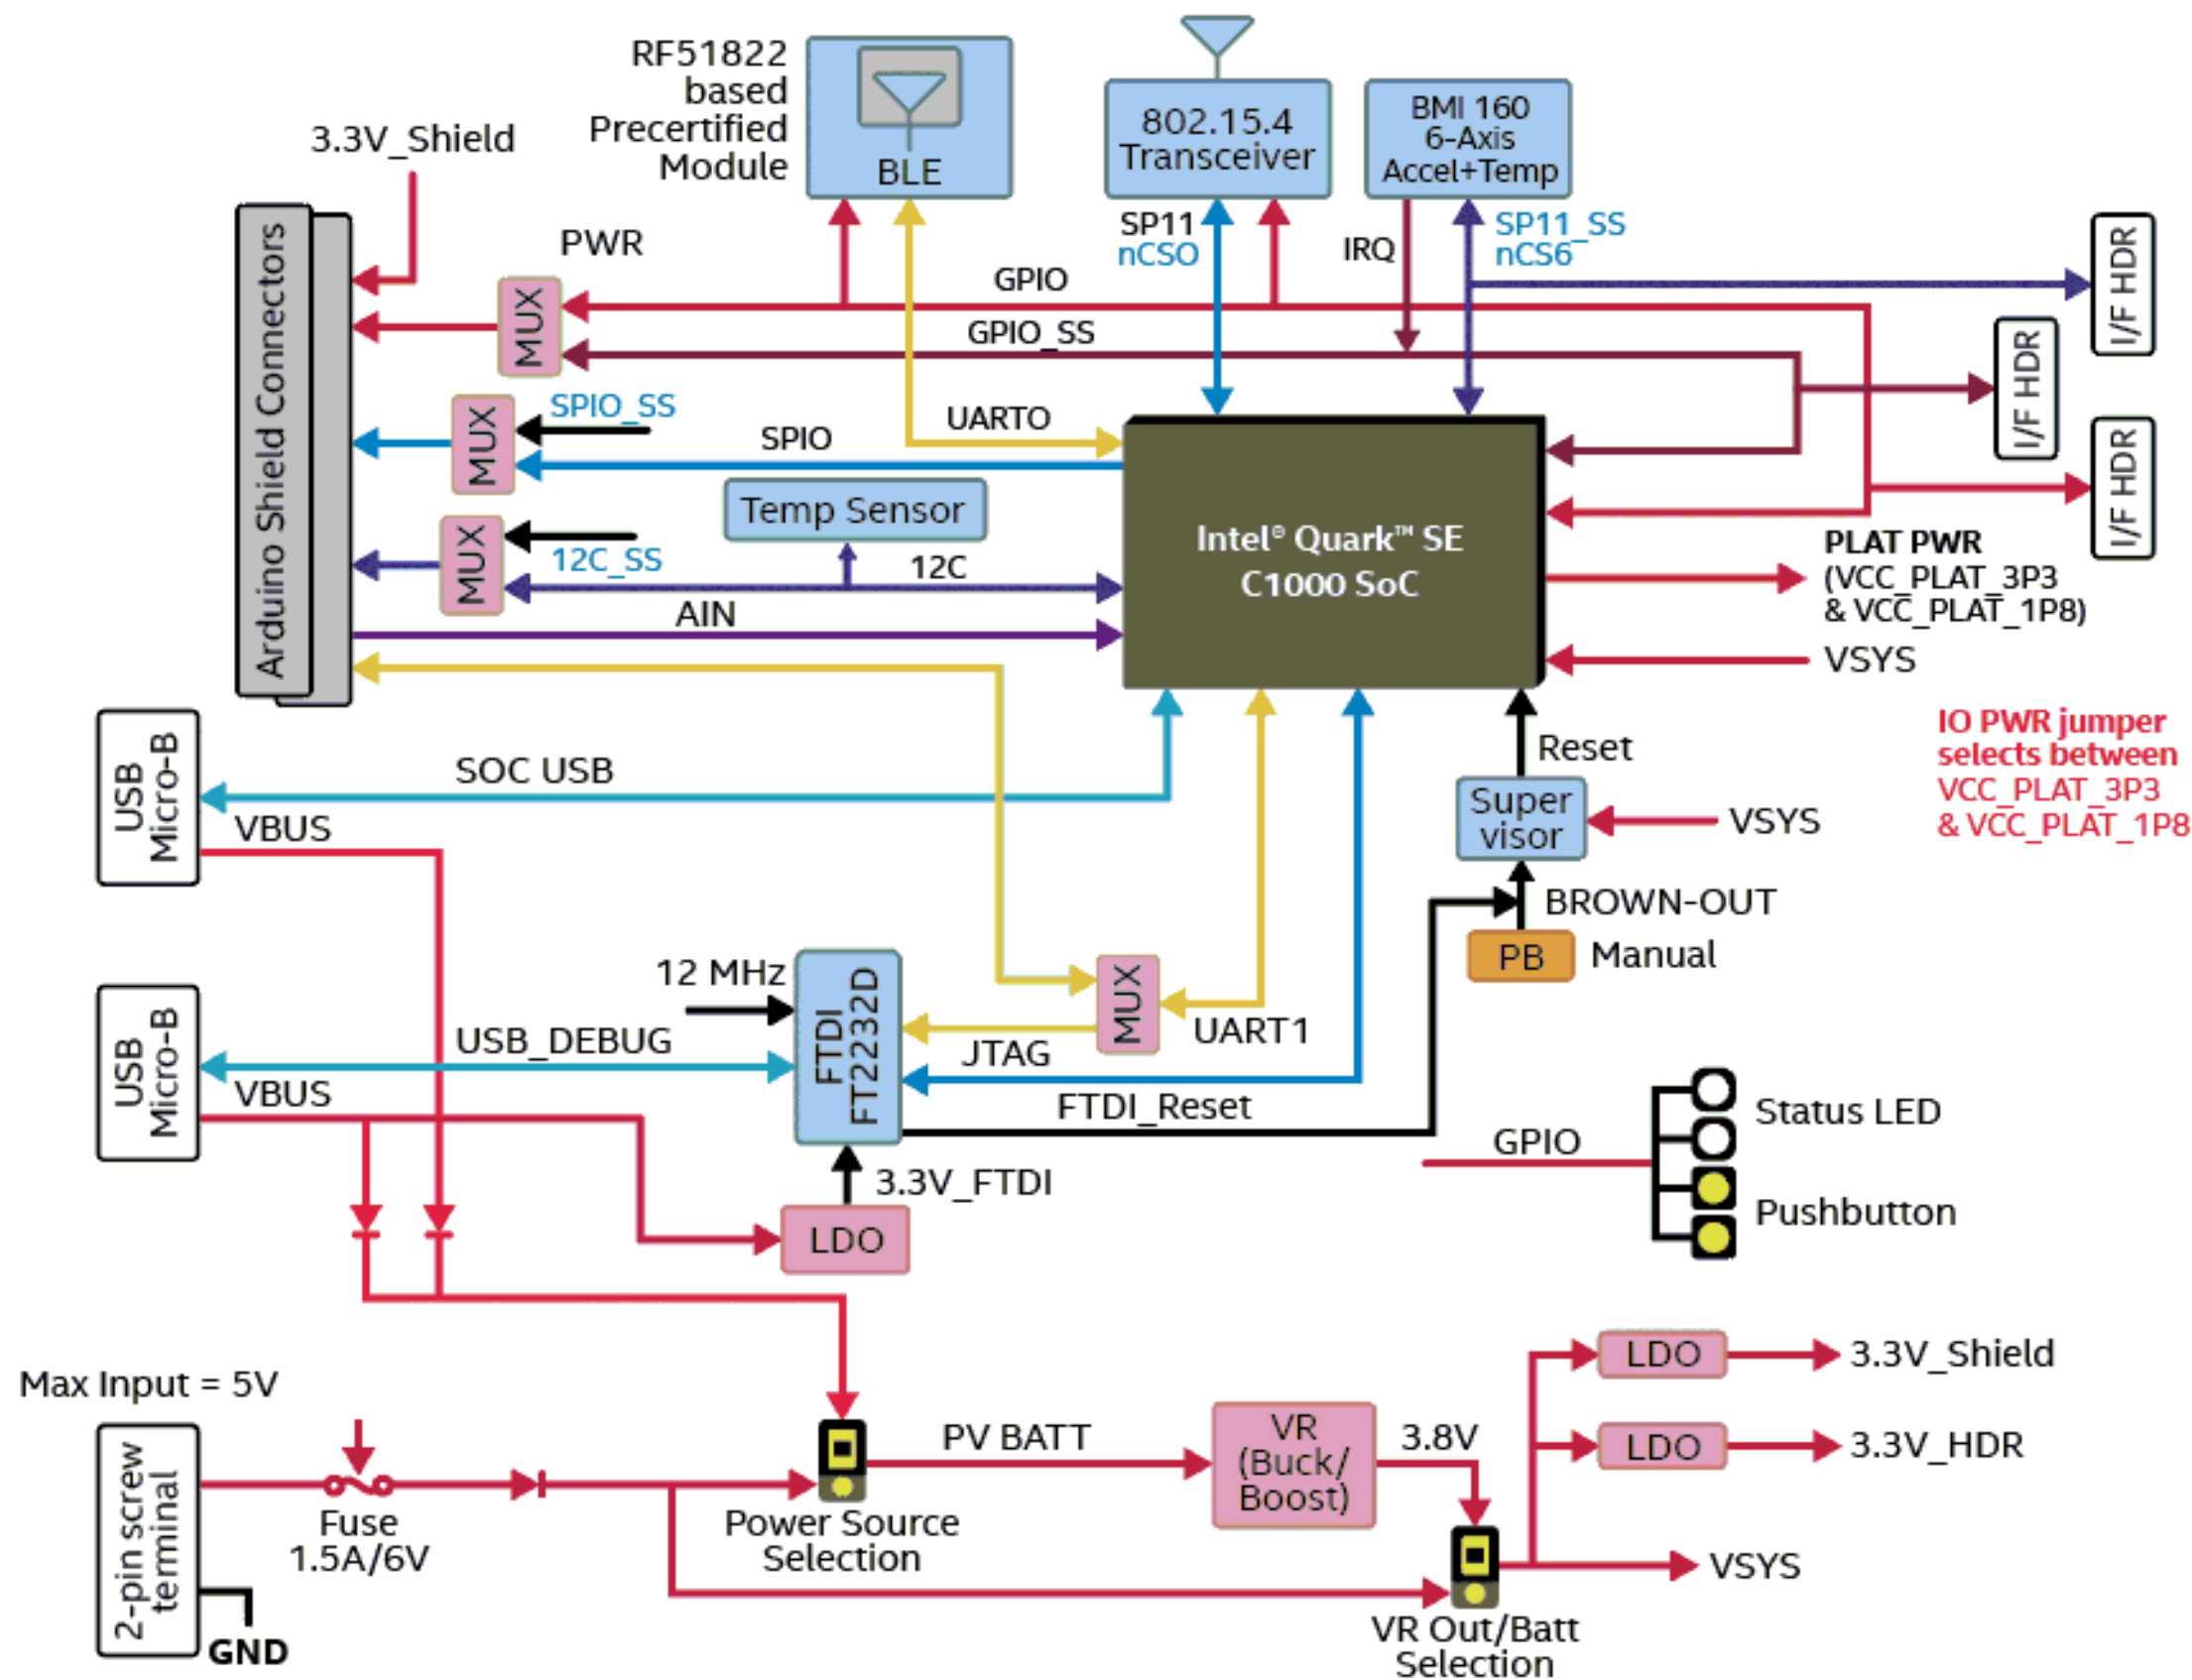 RF51822
based
Precertified
Module
BLE
802.15.4
Transceiver
BMI 160
6-Axis
Accel+Temp
3.3V_Shield
PWR
SP11
nCSO
IRQ
SP11_SS
nCS6
I/F HDR
I/F HDR
I/F HDR
Arduino Shield Connectors
MUX
GPIO
GPIO_SS
MUX
SPIO_SS
SPIO
UARTO
Temp Sensor
MUX
12C_SS
12C
AIN
Intel® Quark™ SE
C1000 SoC
PLAT PWR
(VCC_PLAT_3P3
& VCC_PLAT_1P8)
VSYS
IO PWR jumper
selects between
VCC_PLAT_3P3
& VCC_PLAT_1P8
USB
Micro-B
SOC USB
VBUS
Reset
Super
visor
VSYS
BROWN-OUT
PB
Manual
USB
Micro-B
12 MHz
USB_DEBUG
VBUS
FTDI
FT2232D
MUX
UART1
JTAG
FTDI_Reset
3.3V_FTDI
LDO
GPIO
Status LED
Pushbutton
Max Input = 5V
2-pin screw
terminal
GND
Fuse
1.5A/6V
Power Source
Selection
PV BATT
VR
(Buck/
Boost)
3.8V
VR Out/Batt
Selection
LDO
3.3V_Shield
LDO
3.3V_HDR
VSYS